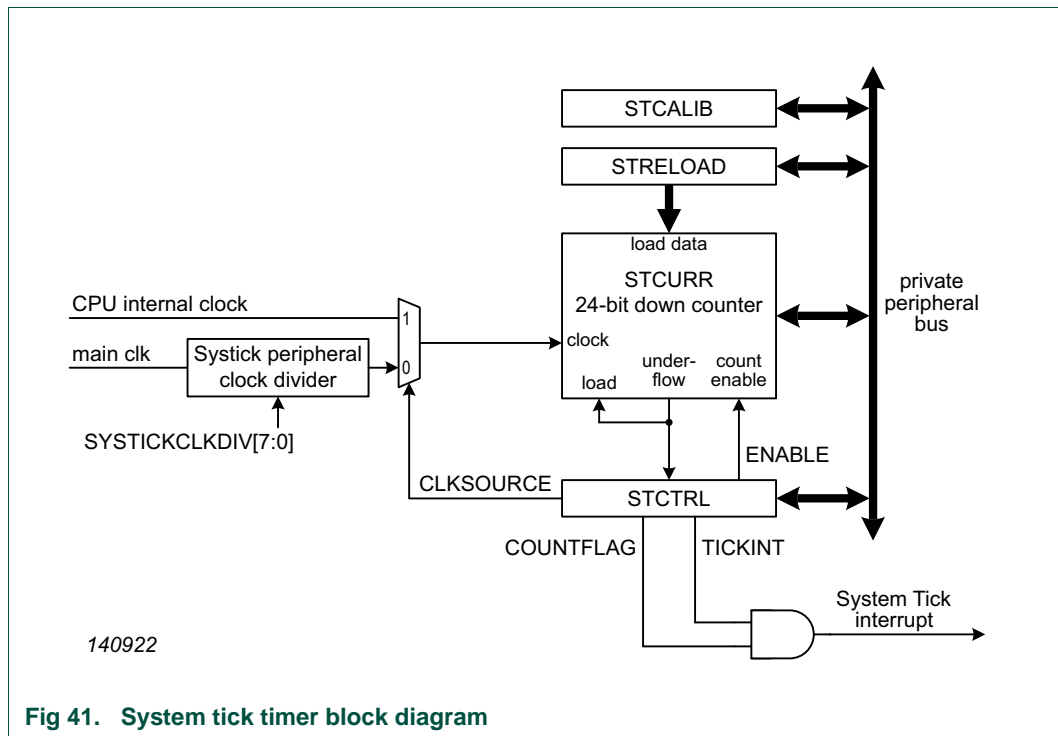 STCALIB
STRELOAD
load data
STCURR
24-bit down counter
private
peripheral
bus
CPU internal clock
1
clock
main clk
Systick peripheral
clock divider
0
under-
flow
count
enable
load
SYSTICKCLKDIV[7:0]
ENABLE
CLKSOURCE
STCTRL
COUNTFLAG
TICKINT
System Tick
interrupt
140922
Fig 41. System tick timer block diagram